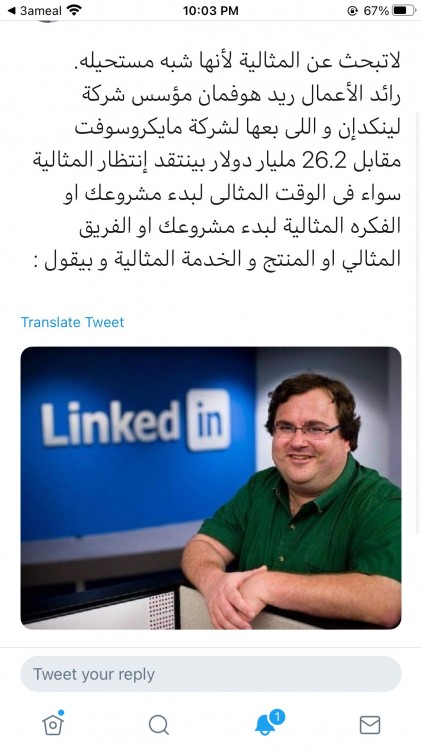 3ameal
10:03 PM
67%
لاتبحث عن المثالية لأنها شبه مستحيله.
رائد الأعمال ريد هوفمان مؤسس شركة
لينكدإن و اللى بعها لشركة مايكروسوفت
مقابل 26.2 مليار دولار بينتقد إنتظار المثالية
سواء فى الوقت المثالى لبدء مشروعك او
الفكره المثالية لبدء مشروعك او الفريق
المثالي او المنتج و الخدمة المثالية و بيقول :
Translate Tweet
Linked in
Tweet your reply
1